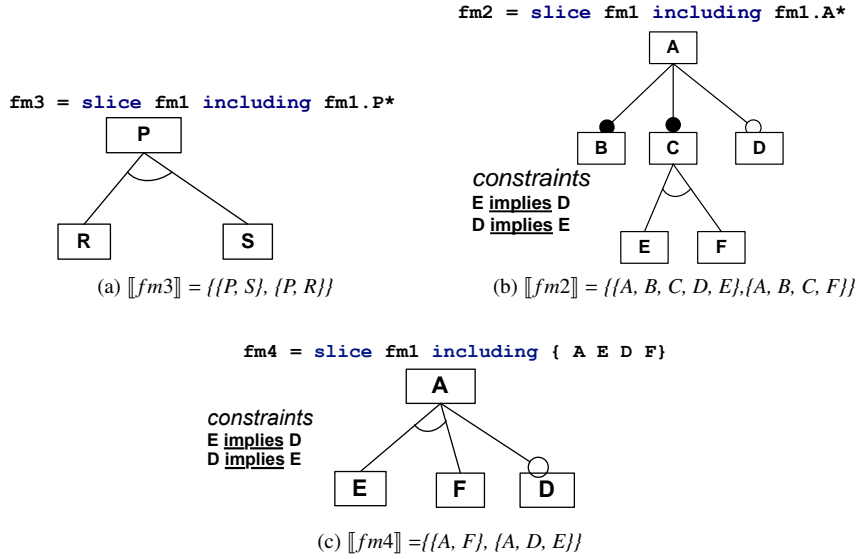 fm2 = slice fm1 including fm1.A*
A
B
C
D
constraints
E implies D
D implies E
E
F
(b) ⟦fm2⟧ = {{A, B, C, D, E},{A, B, C, F}}
fm3 = slice fm1 including fm1.P*
P
R
S
(a) ⟦fm3⟧ = {{P, S}, {P, R}}
fm4 = slice fm1 including { A E D F}
A
constraints
E implies D
D implies E
E
F
D
(c) ⟦fm4⟧ ={{A, F}, {A, D, E}}